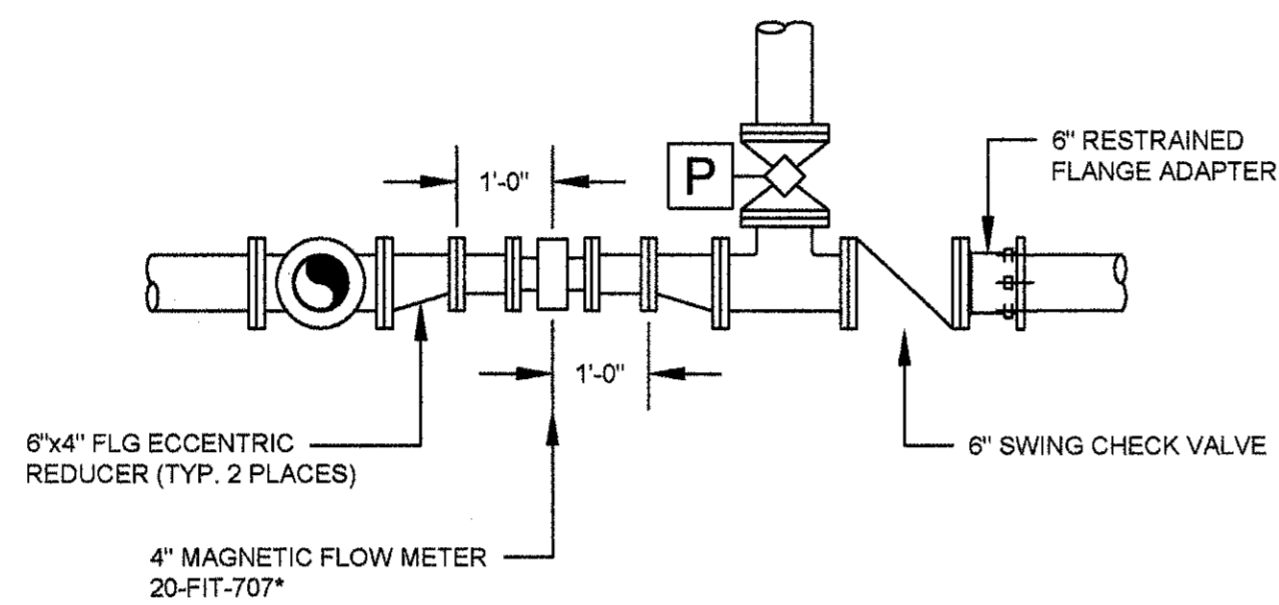 P
6" RESTRAINED
FLANGE ADAPTER
1'-0"
1'-0"
6"x4" FLG ECCENTRIC
REDUCER (TYP. 2 PLACES)
6" SWING CHECK VALVE
4" MAGNETIC FLOW METER
20-FIT-707*